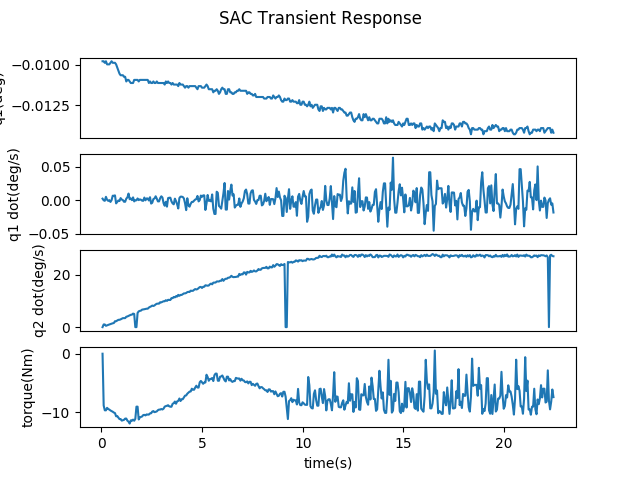 SAC Transient Response
−0.0100
−0.0125
0.05
0.00
−0.05
q1 dot(deg/s)
20
0
q2 dot(deg/s)
0
−10
torque(Nm)
0 5 10 15 20
time(s)